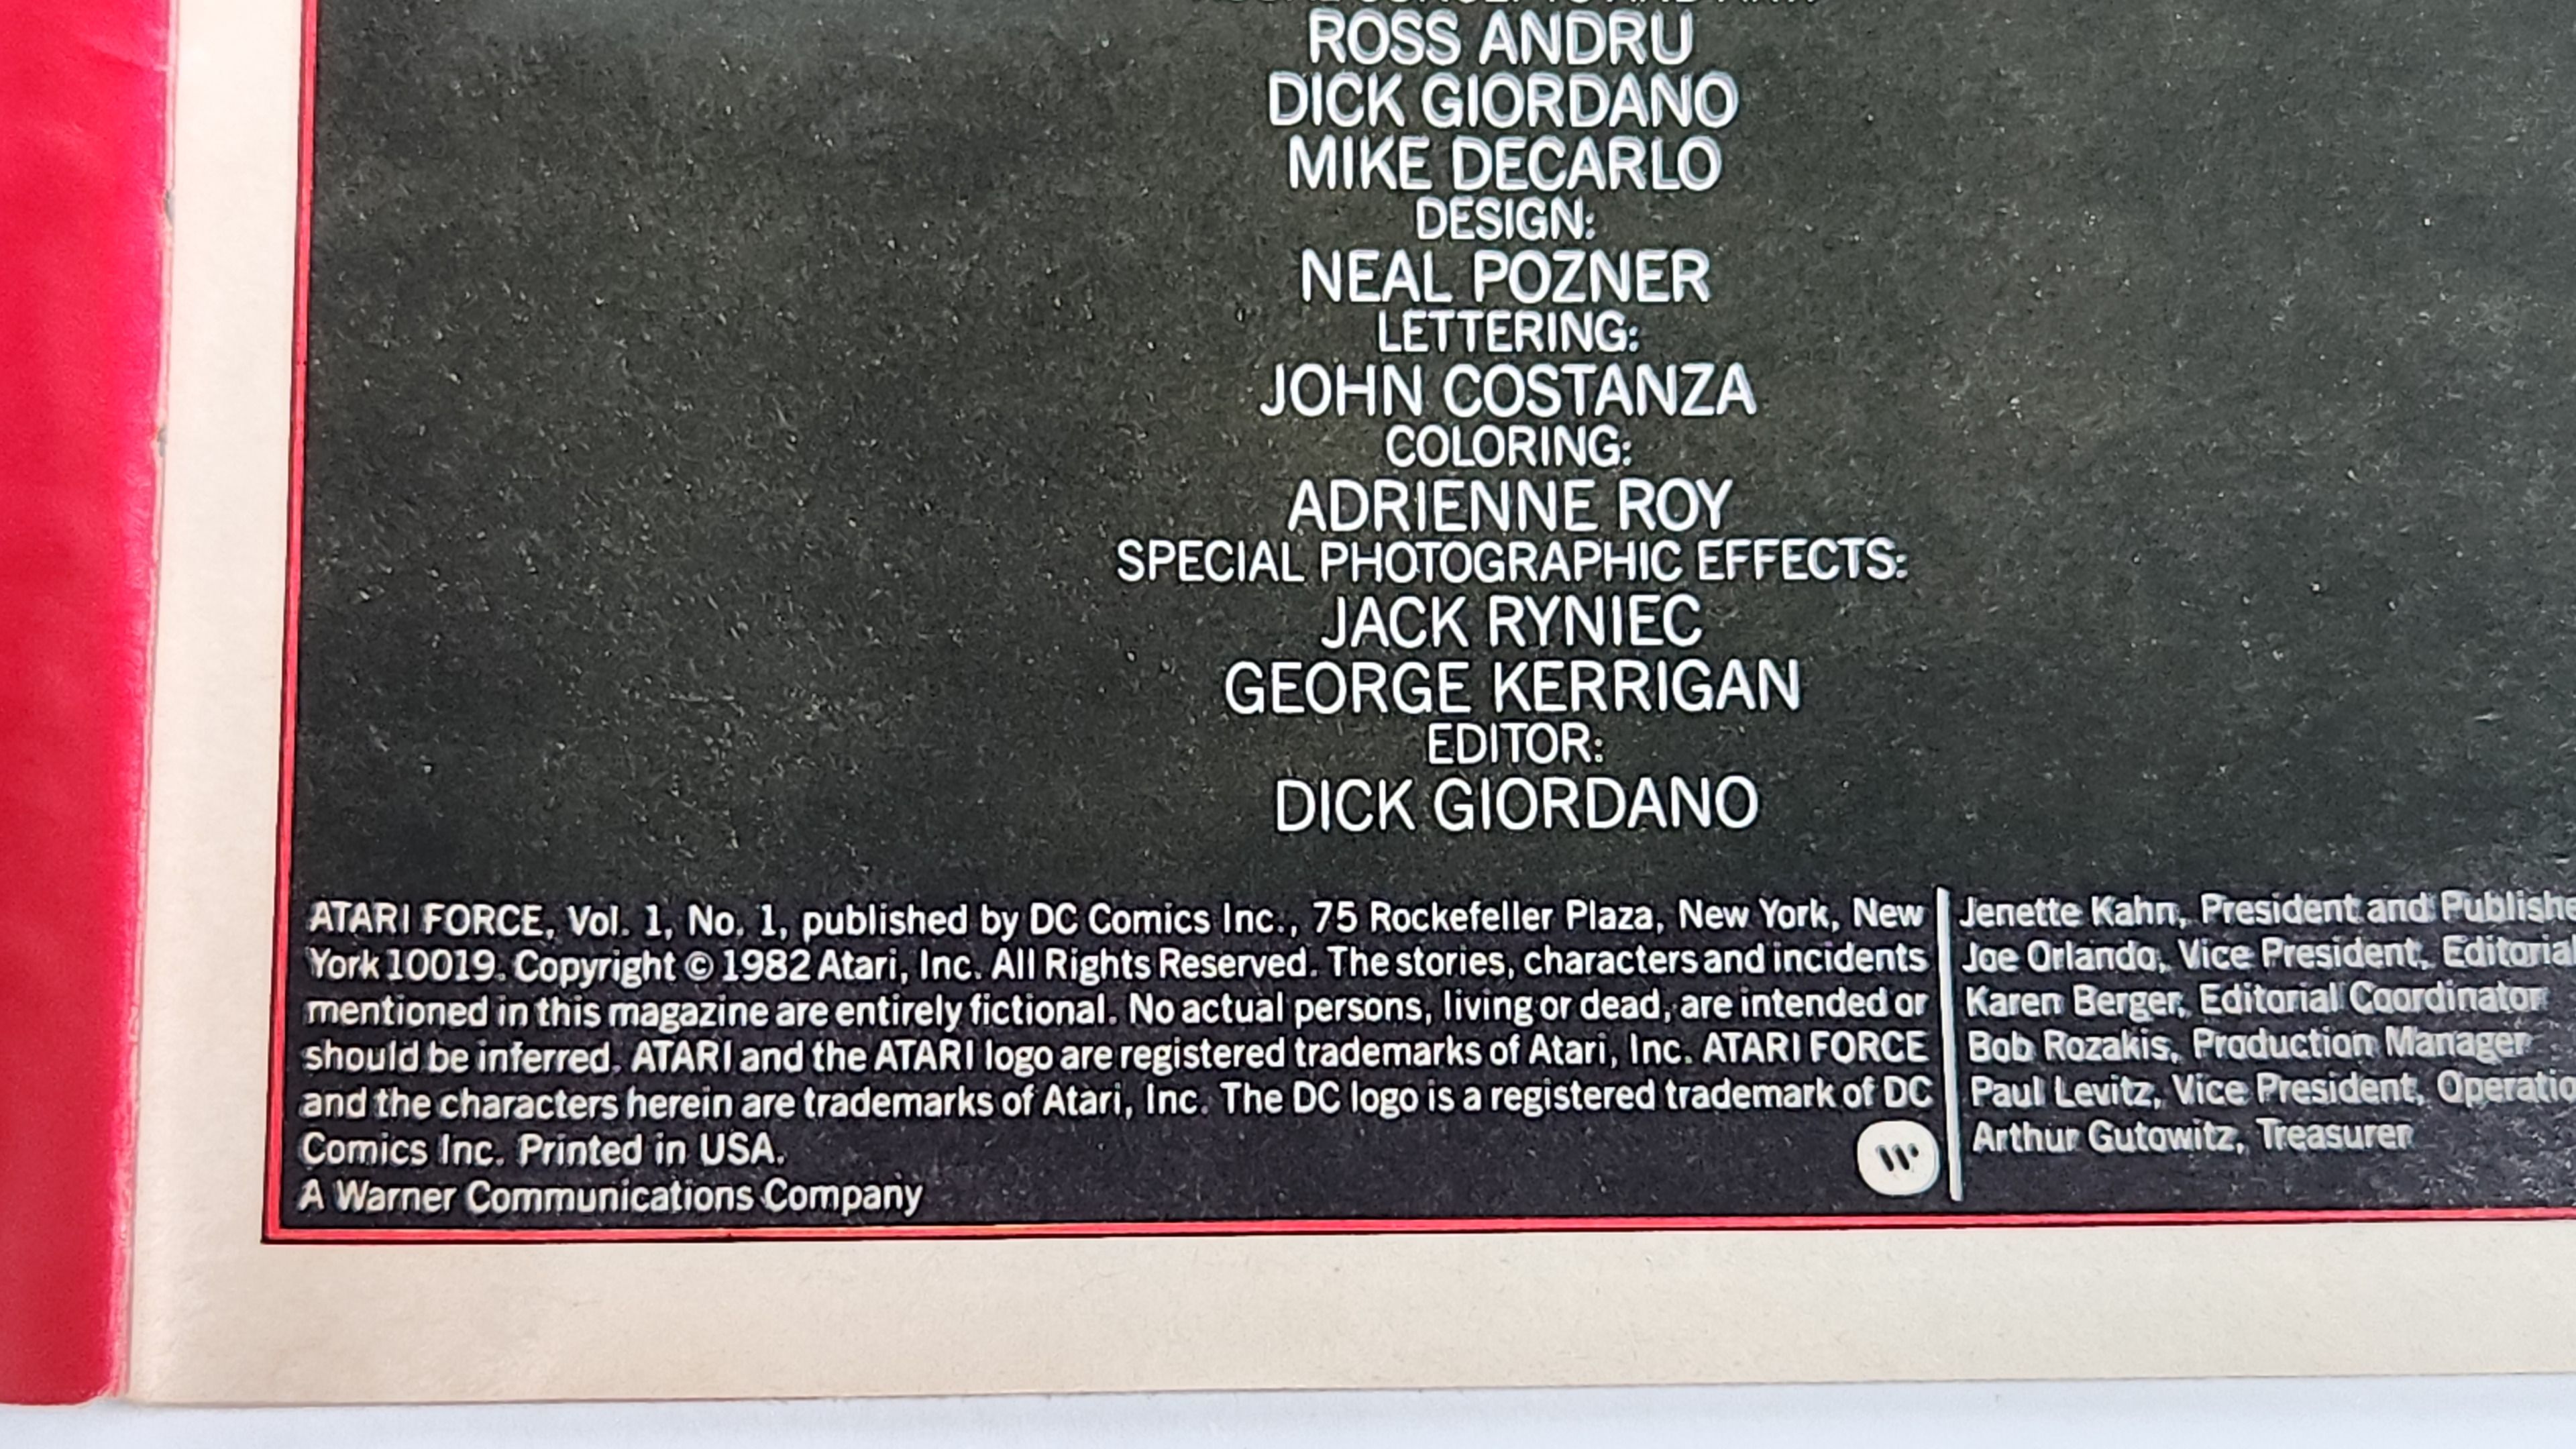 ROSS ANDRU
DICK GIORDANO
MIKE DECARLO
DESIGN:
NEAL POZNER
LETTERING:
JOHN COSTANZA
COLORING:
ADRIENNE ROY
SPECIAL PHOTOGRAPHIC EFFECTS:
JACK RYNIEC
GEORGE KERRIGAN
EDITOR:
DICK GIORDANO
ATARI FORCE, Vol. 1, No. 1, published by DC Comics Inc., 75 Rockefeller Plaza, New York, New
York 10019. Copyright © 1982 Atari, Inc. All Rights Reserved. The stories, characters and incidents
mentioned in this magazine are entirely fictional. No actual persons, living or dead, are intended or
should be inferred. ATARI and the ATARI logo are registered trademarks of Atari, Inc. ATARI FORCE
and the characters herein are trademarks of Atari, Inc. The DC logo is a registered trademark of DC
Comics Inc. Printed in USA.
A Warner Communications Company
Jenette Kahn, President and Publishe
Joe Orlando, Vice President, Editorial
Karen Berger, Editorial Coordinator
Bob Rozakis, Production Manager
Paul Levitz, Vice President, Operatio
Arthur Gutowitz, Treasurer